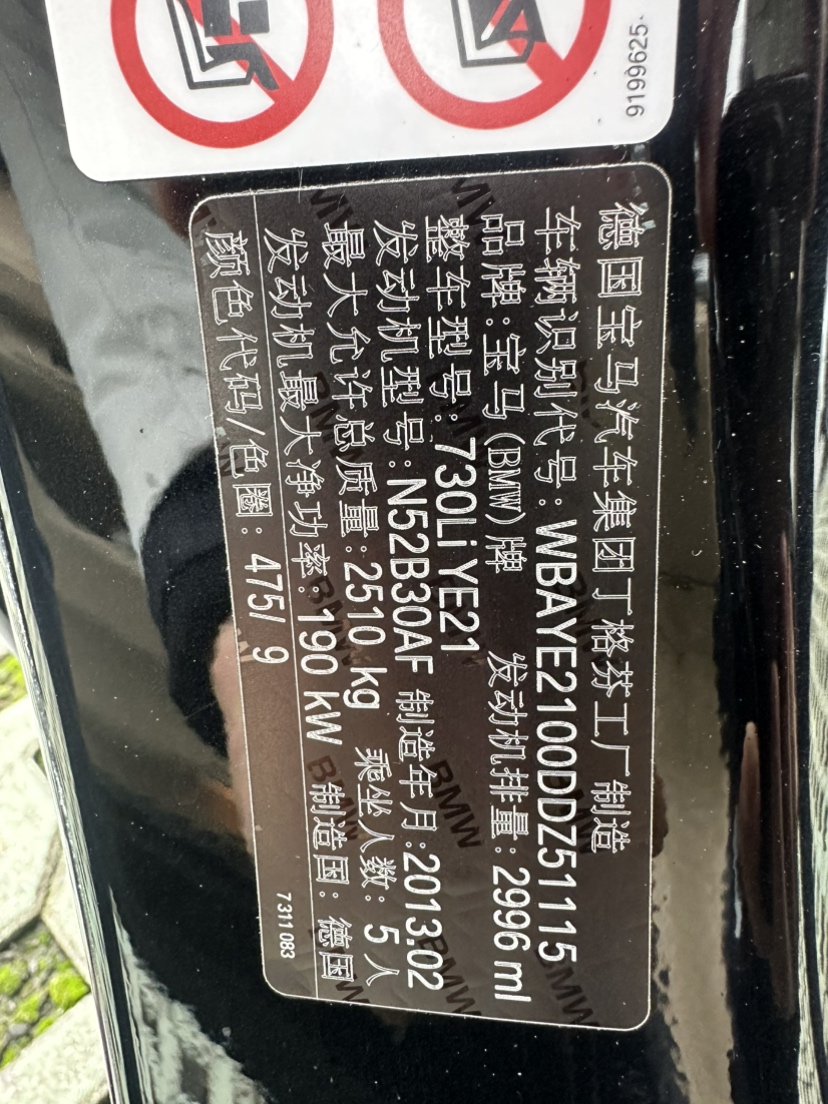 9199625
德国宝马汽车集团丁格芬工厂制造
车辆识别代号:WBAYE2100DDZ51115
品牌:宝马(BMW)牌 发动机排量:2996 ml
整车型号:730Li YE21
发动机型号:N52B30AF 制造年月:2013.02
最大允许总质量:2510 kg 乘坐人数:5人
发动机最大净功率:190 kW 制造国:德国
颜色代码/色圈:475/ 9
7311 083